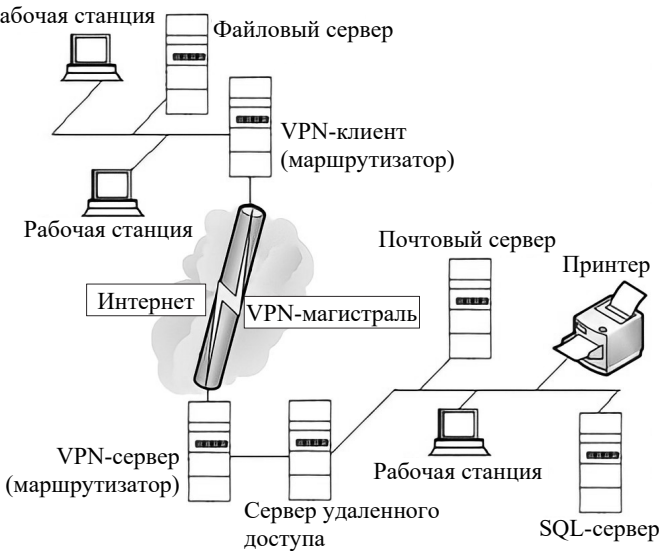 абочая станция
Файловый сервер
VPN-клиент
(маршрутизатор)
Рабочая станция
Почтовый сервер
Принтер
Интернет
VPN-магистраль
VPN-сервер
(маршрутизатор)
Рабочая станция
Сервер удаленного
доступа
SQL-сервер